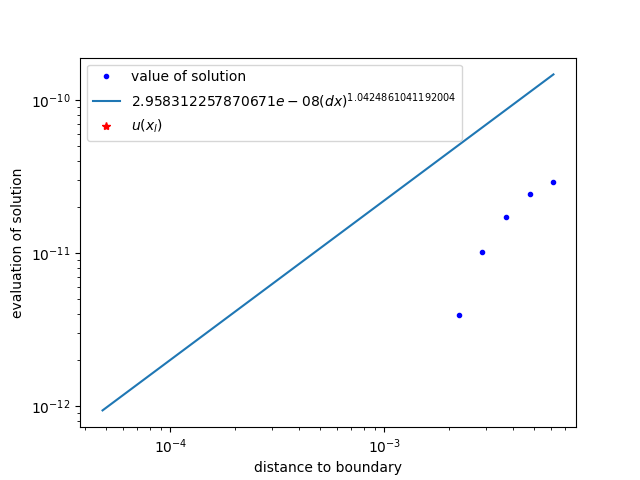 value of solution
2.958312257870671e − 08(dx)^1.0424861041192004
u(x_l)
10^−10
10^−11
10^−12
10^−4
10^−3
evaluation of solution
distance to boundary